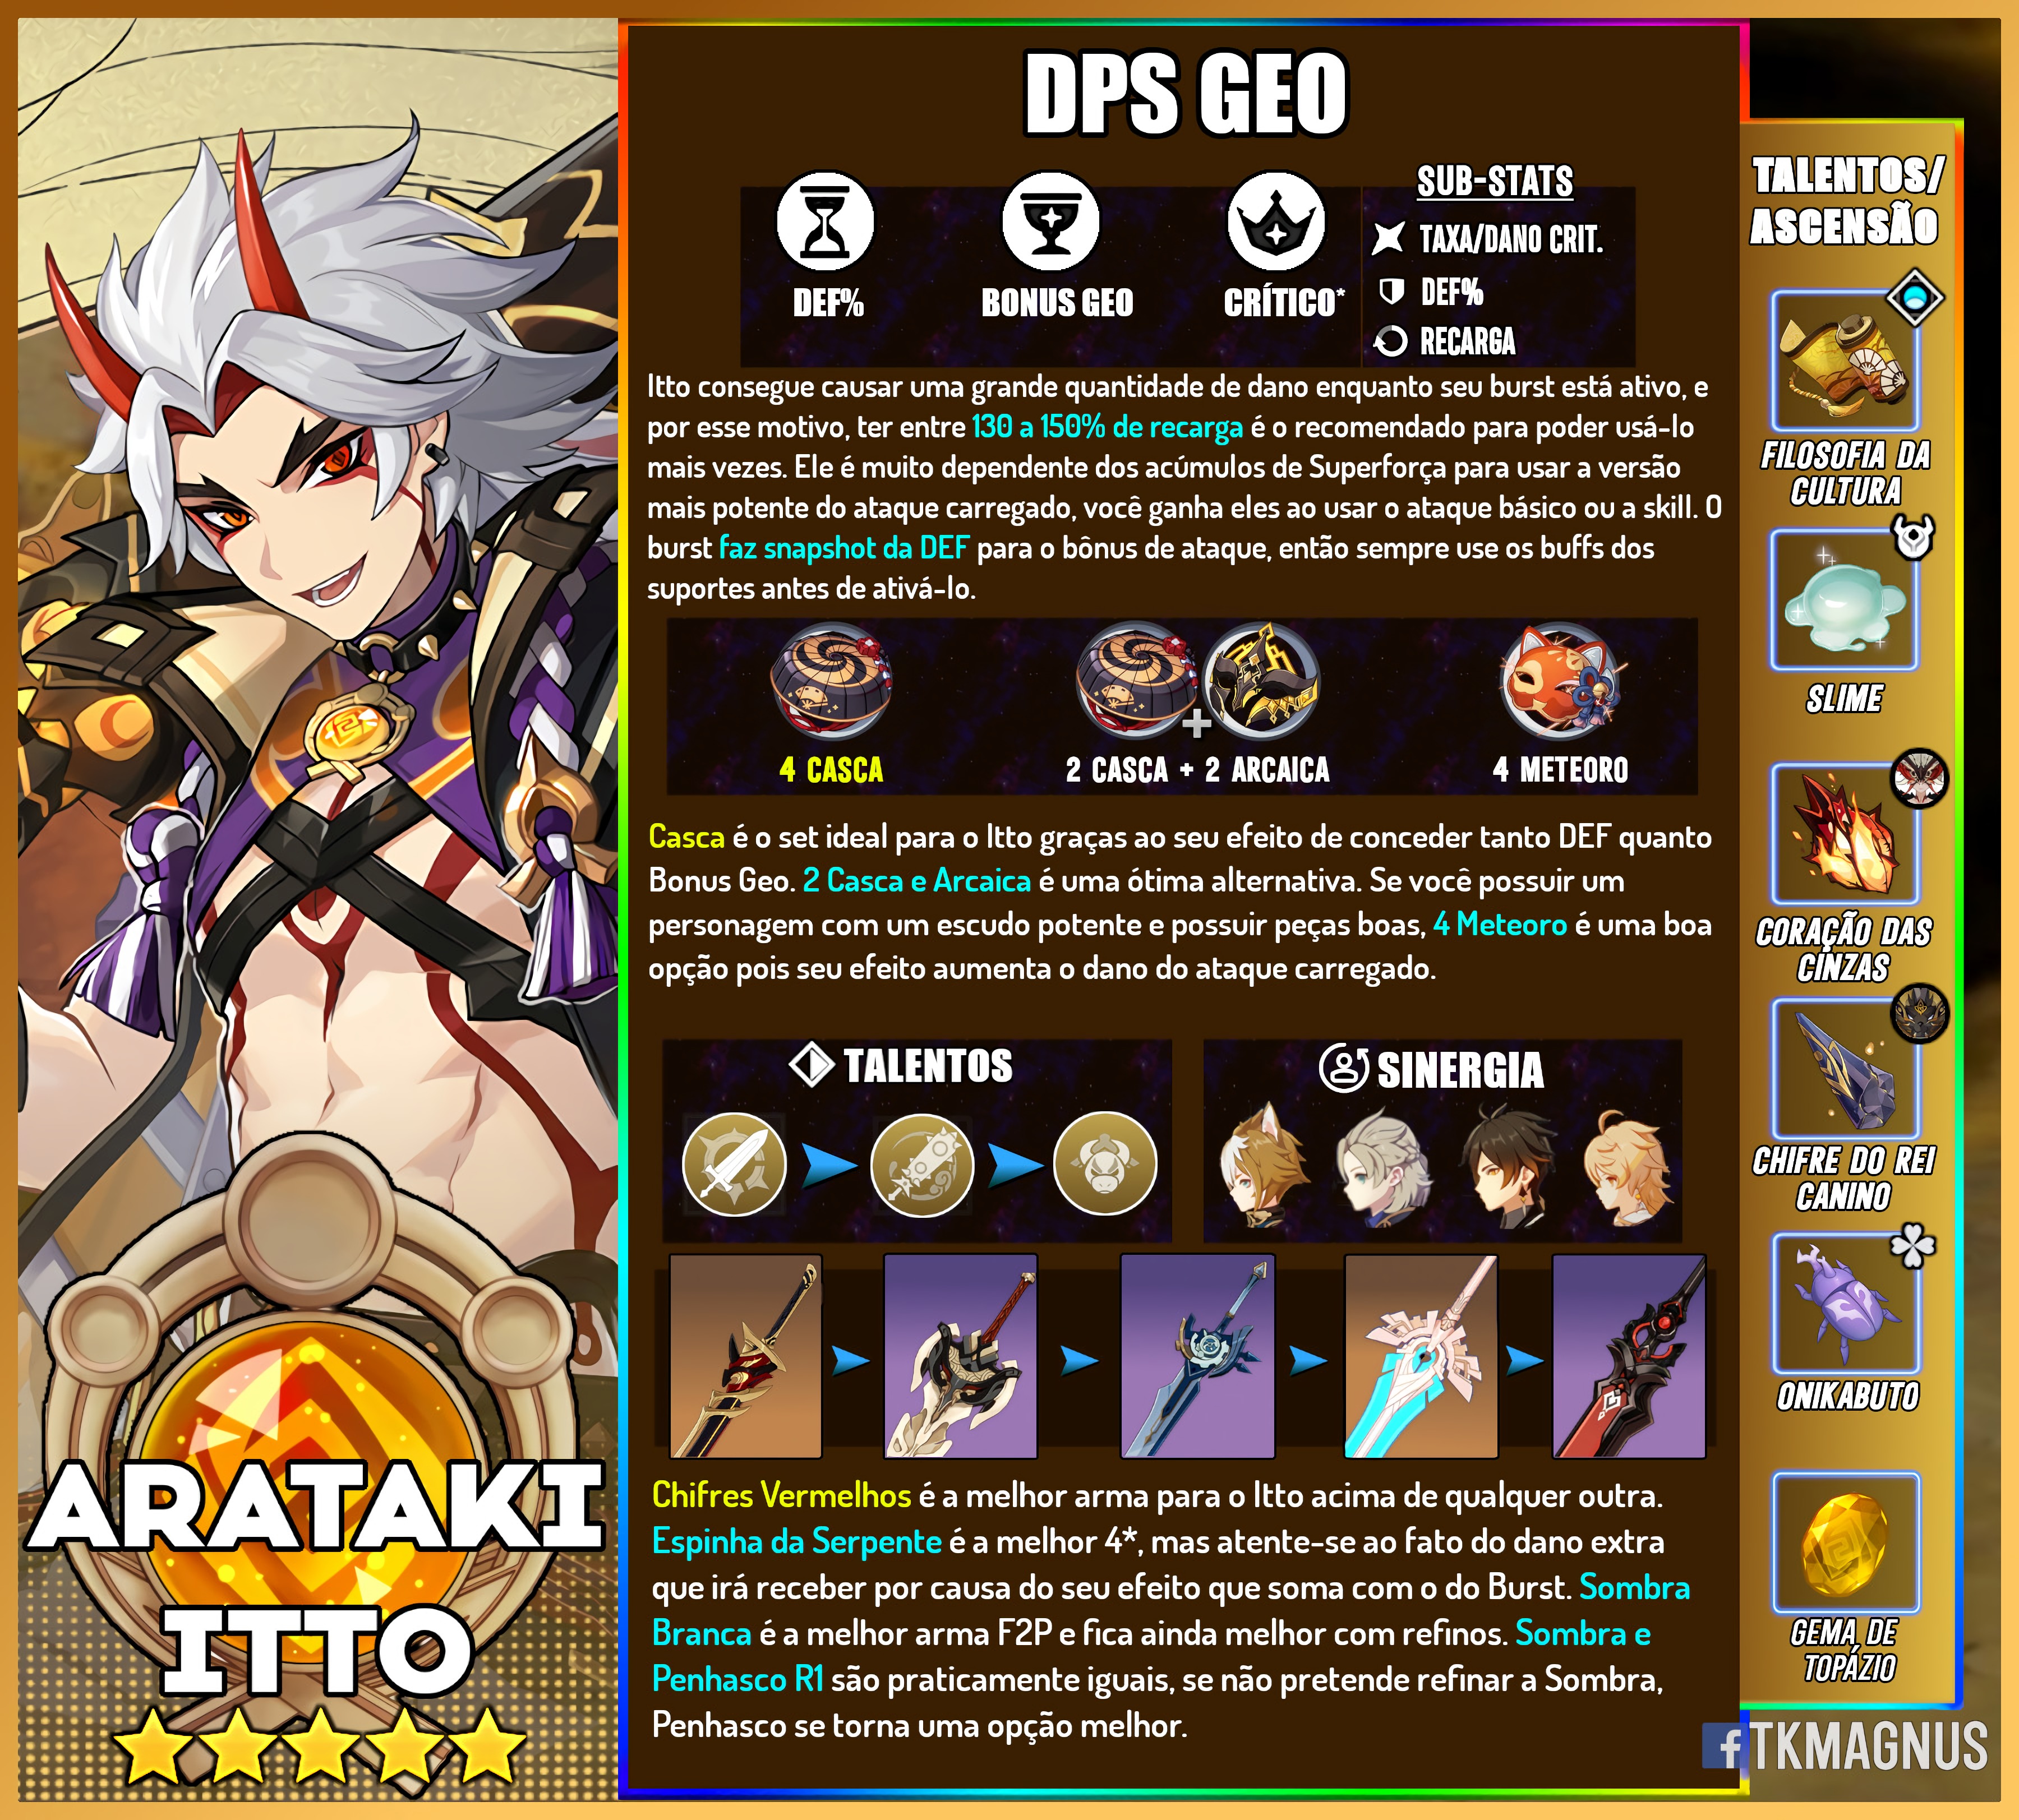 DPS GEO
DEF%
BONUS GEO
CRÍTICO*
SUB-STATS
TAXA/DANO CRIT.
DEF%
RECARGA
Itto consegue causar uma grande quantidade de dano enquanto seu burst está ativo, e
por esse motivo, ter entre 130 a 150% de recarga é o recomendado para poder usá-lo
mais vezes. Ele é muito dependente dos acúmulos de Superforça para usar a versão
mais potente do ataque carregado, você ganha eles ao usar o ataque básico ou a skill. O
burst faz snapshot da DEF para o bônus de ataque, então sempre use os buffs dos
suportes antes de ativá-lo.
4 CASCA
2 CASCA + 2 ARCAICA
4 METEORO
Casca é o set ideal para o Itto graças ao seu efeito de conceder tanto DEF quanto
Bonus Geo. 2 Casca e Arcaica é uma ótima alternativa. Se você possuir um
personagem com um escudo potente e possuir peças boas, 4 Meteoro é uma boa
opção pois seu efeito aumenta o dano do ataque carregado.
TALENTOS
SINERGIA
Chifres Vermelhos é a melhor arma para o Itto acima de qualquer outra.
Espinha da Serpente é a melhor 4*, mas atente-se ao fato do dano extra
que irá receber por causa do seu efeito que soma com o do Burst. Sombra
Branca é a melhor arma F2P e fica ainda melhor com refinos. Sombra e
Penhasco R1 são praticamente iguais, se não pretende refinar a Sombra,
Penhasco se torna uma opção melhor.
TALENTOS/
ASCENSÃO
FILOSOFIA DA
CULTURA
SLIME
CORAÇÃO DAS
CINZAS
CHIFRE DO REI
CANINO
ONIKABUTO
GEMA DE
TOPÁZIO
ARATAKI
ITTO
f TKMAGNUS